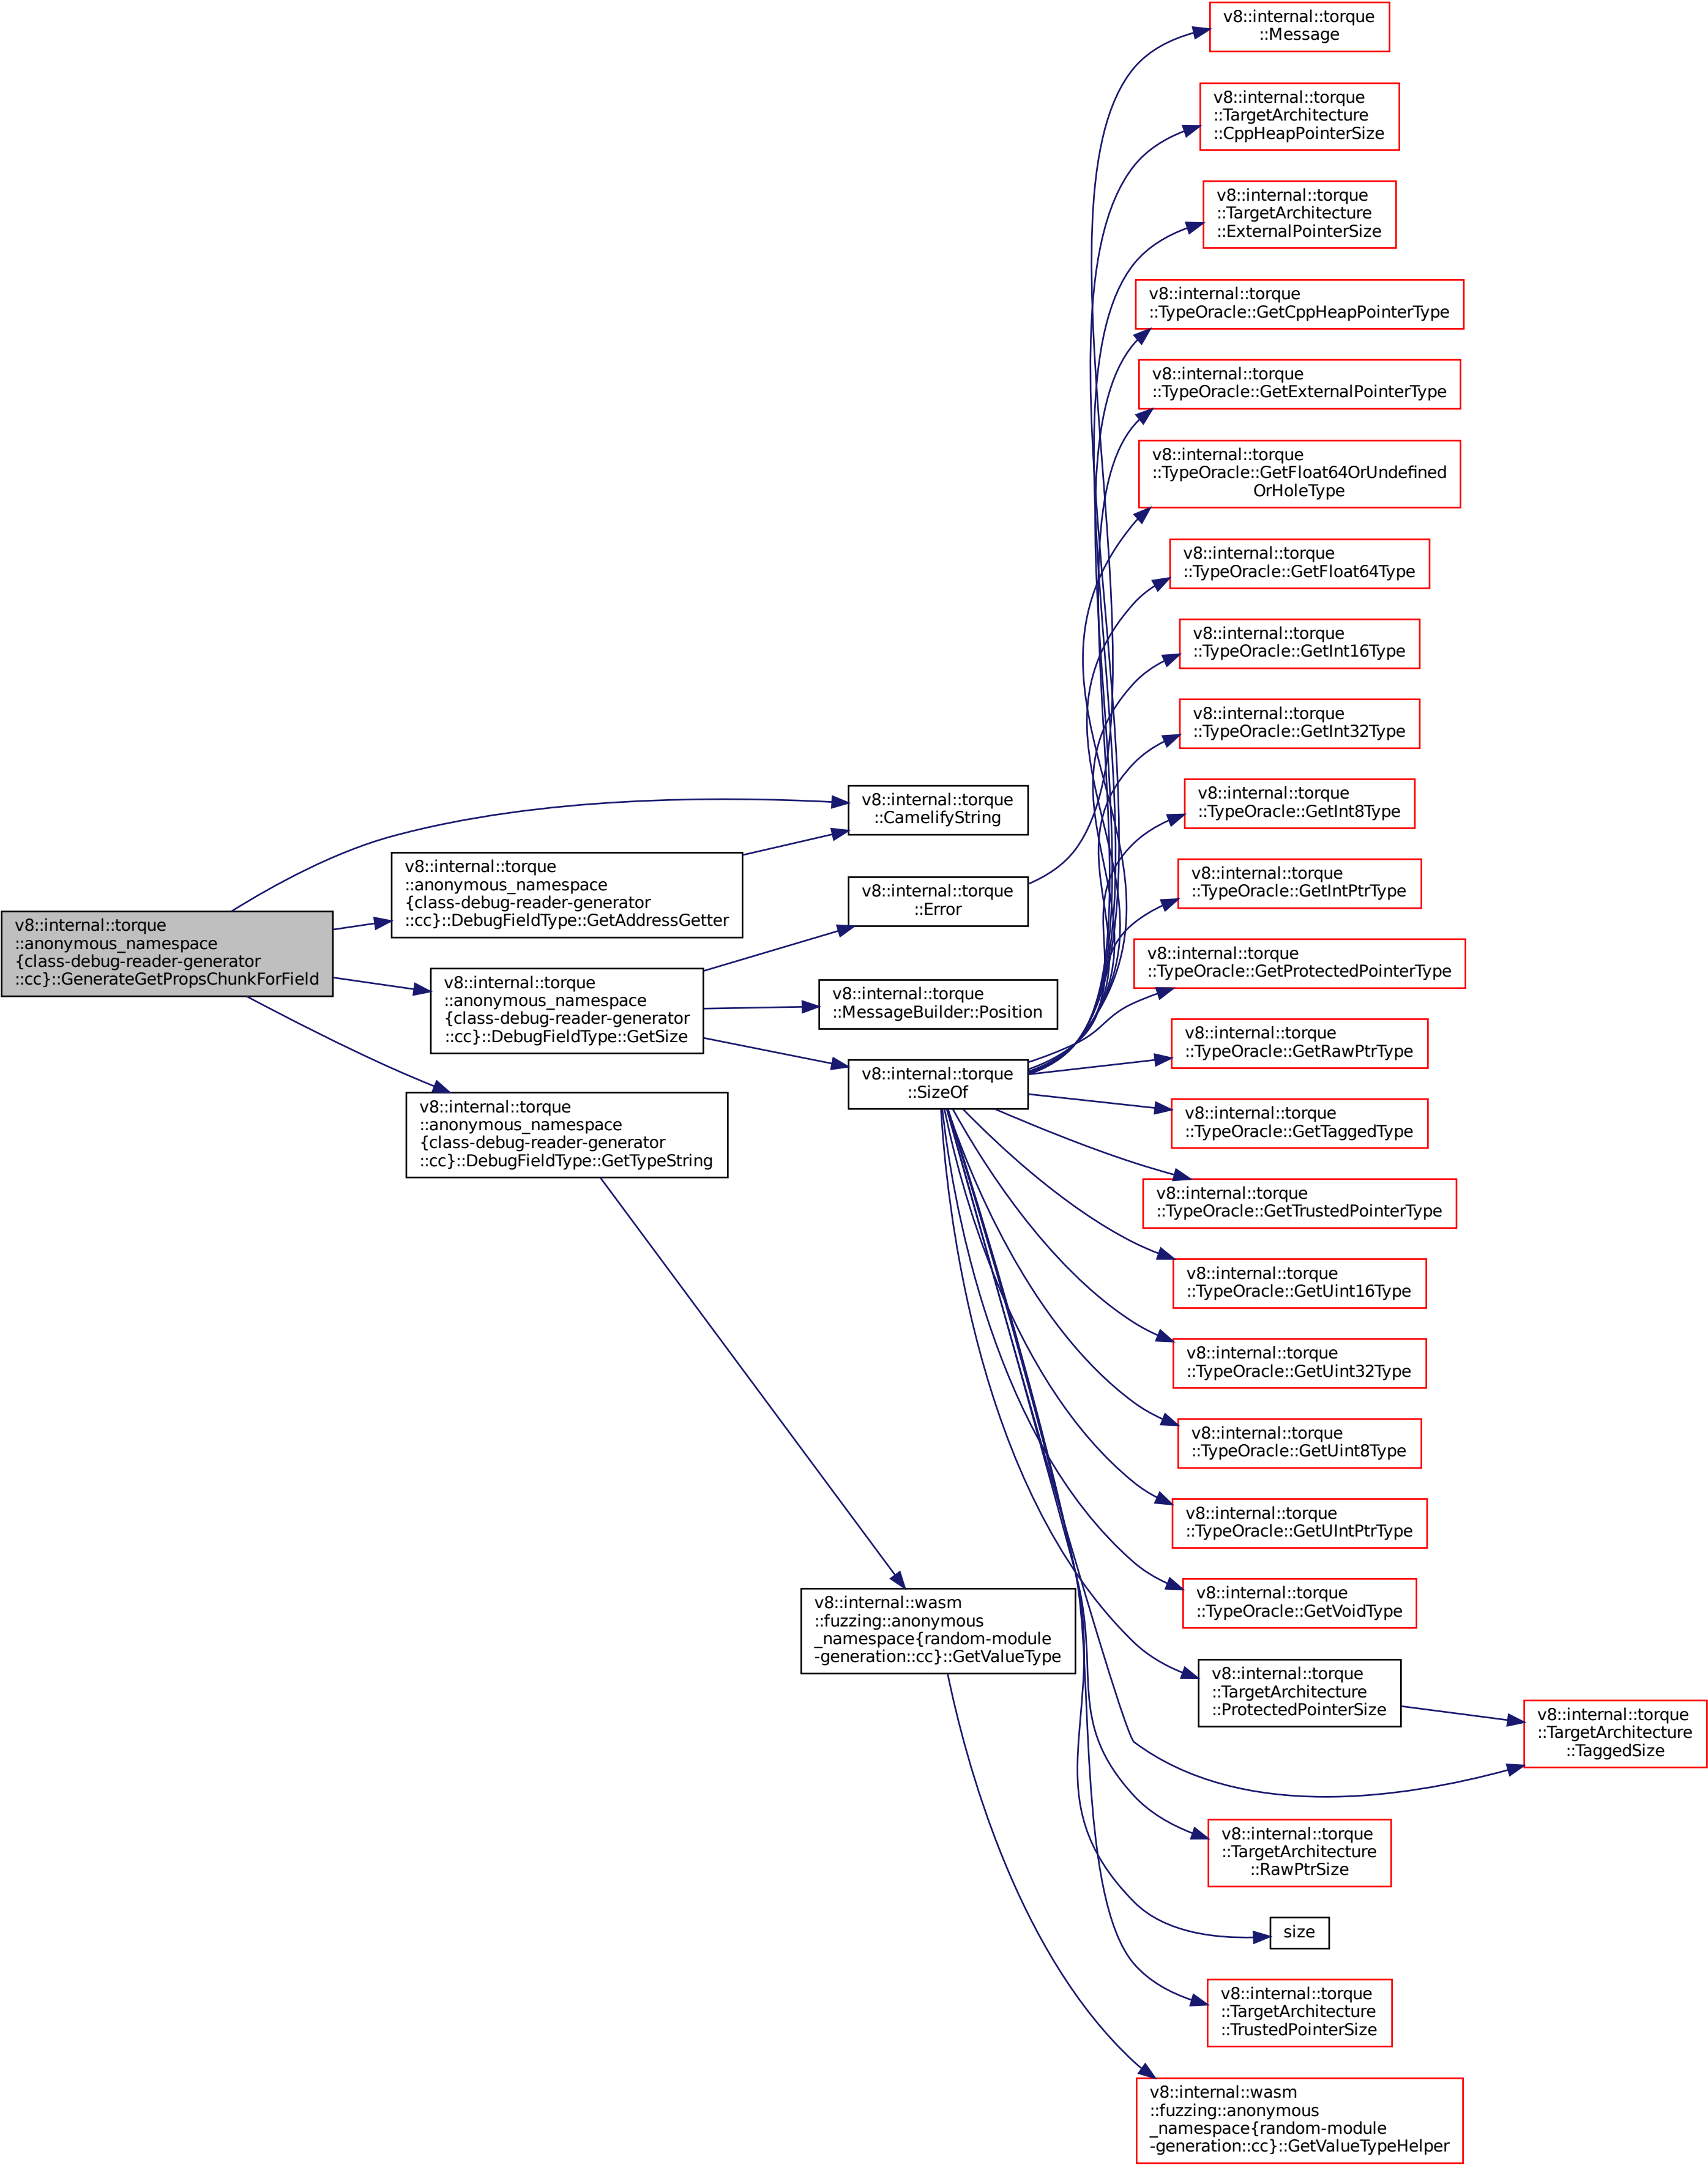 v8::internal::torque
::Message
v8::internal::torque
::TargetArchitecture
::CppHeapPointerSize
v8::internal::torque
::TargetArchitecture
::ExternalPointerSize
v8::internal::torque
::TypeOracle::GetCppHeapPointerType
v8::internal::torque
::TypeOracle::GetExternalPointerType
v8::internal::torque
::TypeOracle::GetFloat64OrUndefined
OrHoleType
v8::internal::torque
::TypeOracle::GetFloat64Type
v8::internal::torque
::TypeOracle::GetInt16Type
v8::internal::torque
::TypeOracle::GetInt32Type
v8::internal::torque
::TypeOracle::GetInt8Type
v8::internal::torque
::CamelifyString
v8::internal::torque
::anonymous_namespace
{class-debug-reader-generator
::cc}::DebugFieldType::GetAddressGetter
v8::internal::torque
::Error
v8::internal::torque
::TypeOracle::GetIntPtrType
v8::internal::torque
::anonymous_namespace
{class-debug-reader-generator
::cc}::GenerateGetPropsChunkForField
v8::internal::torque
::TypeOracle::GetProtectedPointerType
v8::internal::torque
::anonymous_namespace
{class-debug-reader-generator
::cc}::DebugFieldType::GetSize
v8::internal::torque
::MessageBuilder::Position
v8::internal::torque
::TypeOracle::GetRawPtrType
v8::internal::torque
::SizeOf
v8::internal::torque
::TypeOracle::GetTaggedType
v8::internal::torque
::anonymous_namespace
{class-debug-reader-generator
::cc}::DebugFieldType::GetTypeString
v8::internal::torque
::TypeOracle::GetTrustedPointerType
v8::internal::torque
::TypeOracle::GetUint16Type
v8::internal::torque
::TypeOracle::GetUint32Type
v8::internal::torque
::TypeOracle::GetUint8Type
v8::internal::torque
::TypeOracle::GetUIntPtrType
v8::internal::torque
::TypeOracle::GetVoidType
v8::internal::wasm
::fuzzing::anonymous
_namespace{random-module
-generation::cc}::GetValueType
v8::internal::torque
::TargetArchitecture
::ProtectedPointerSize
v8::internal::torque
::TargetArchitecture
::TaggedSize
v8::internal::torque
::TargetArchitecture
::RawPtrSize
size
v8::internal::torque
::TargetArchitecture
::TrustedPointerSize
v8::internal::wasm
::fuzzing::anonymous
_namespace{random-module
-generation::cc}::GetValueTypeHelper